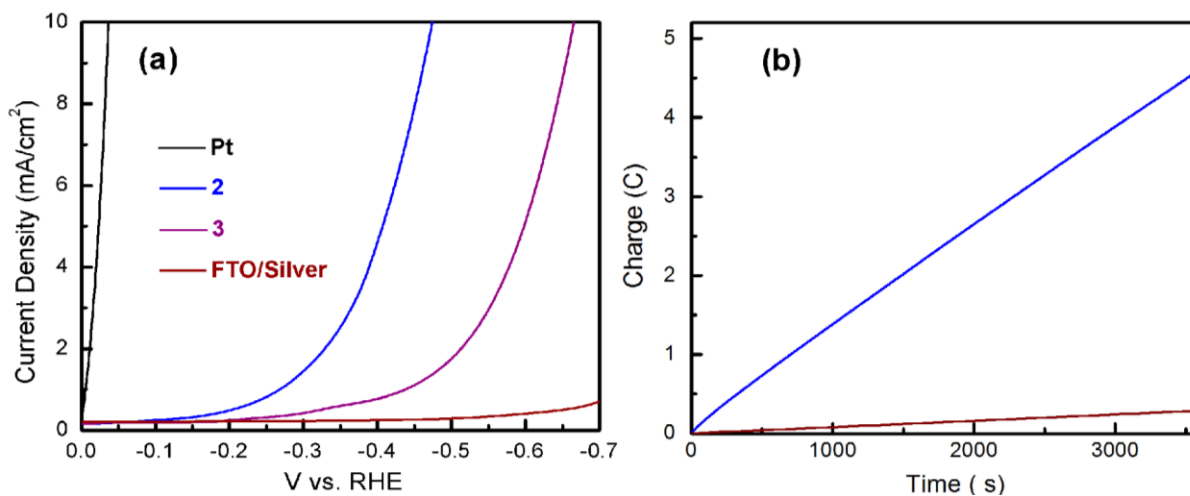 (a)
Current Density (mA/cm²)
10
8
6
4
2
0
Pt
2
3
FTO/Silver
0.0 -0.1 -0.2 -0.3 -0.4 -0.5 -0.6 -0.7
V vs. RHE
(b)
Charge (C)
5
4
3
2
1
0
0 1000 2000 3000
Time ( s)